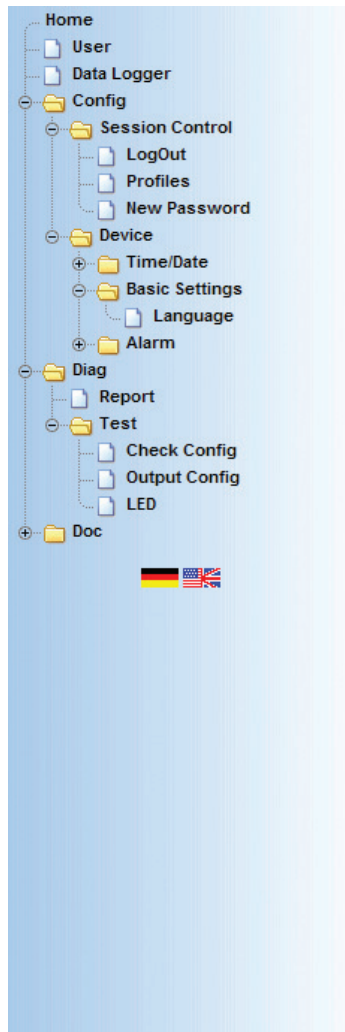 Home
User
Data Logger
Config
Session Control
LogOut
Profiles
New Password
Device
Time/Date
Basic Settings
Language
Alarm
Diag
Report
Test
Check Config
Output Config
LED
Doc